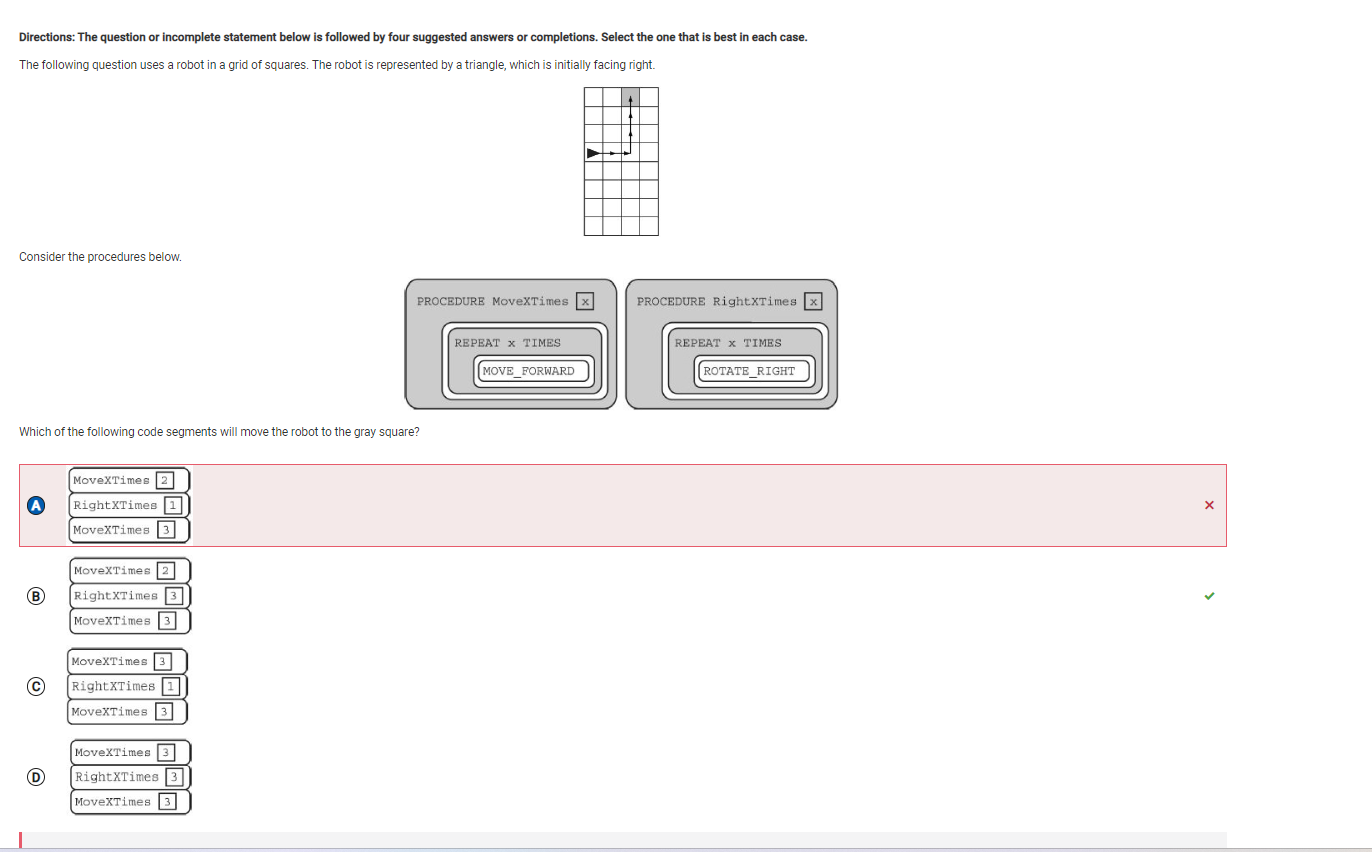 Directions: The question or incomplete statement below is followed by four suggested answers or completions. Select the one that is best in each case.
The following question uses a robot in a grid of squares. The robot is represented by a triangle, which is initially facing right.
Consider the procedures below.
PROCEDURE MoveXTimes x
REPEAT x TIMES
MOVE_FORWARD
PROCEDURE RightXTimes x
REPEAT x TIMES
ROTATE_RIGHT
Which of the following code segments will move the robot to the gray square?
A
MoveXTimes 2
RightXTimes 1
MoveXTimes 3
B
MoveXTimes 2
RightXTimes 3
MoveXTimes 3
C
MoveXTimes 3
RightXTimes 1
MoveXTimes 3
D
MoveXTimes 3
RightXTimes 3
MoveXTimes 3